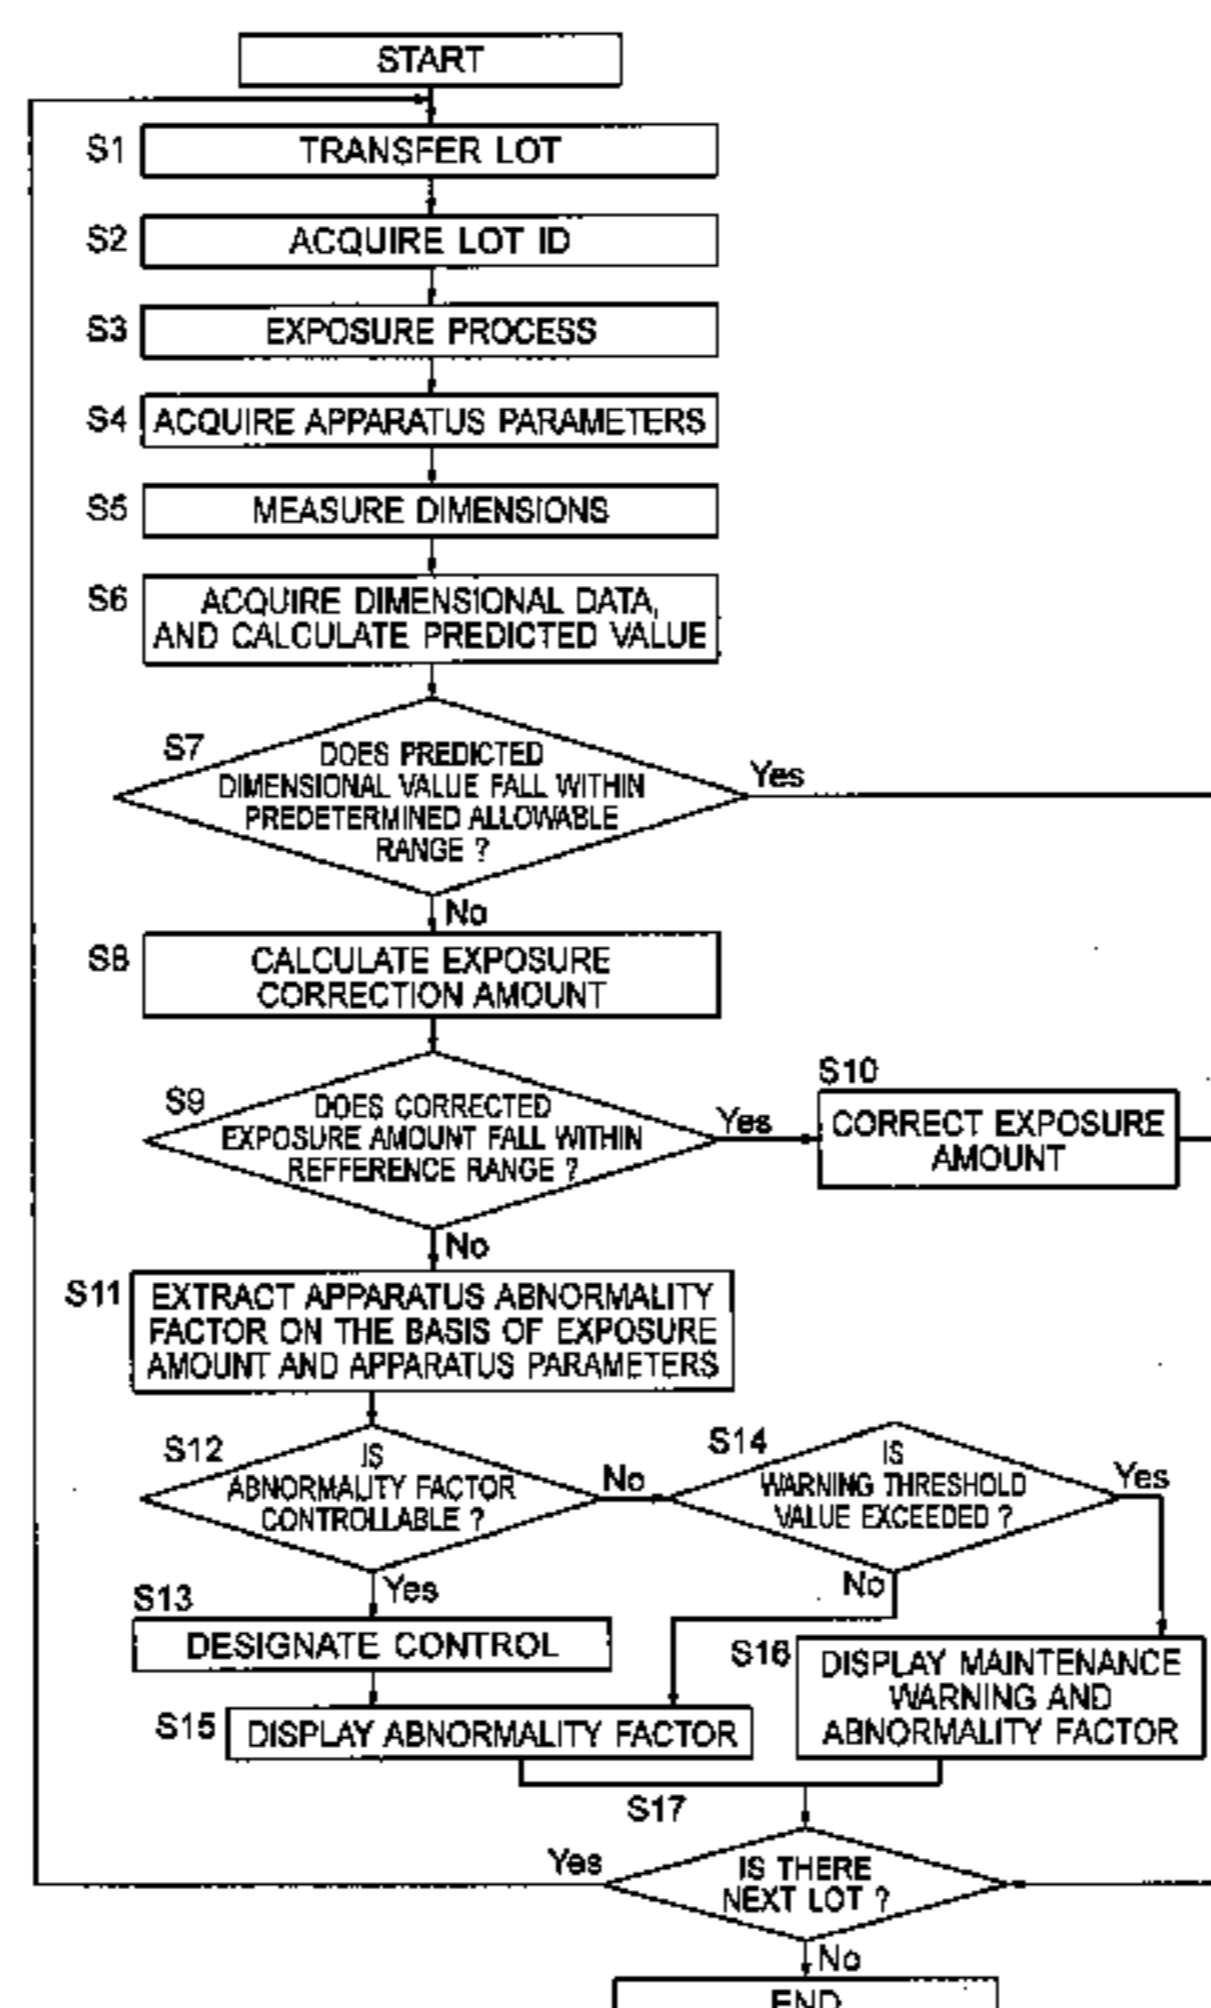 START
S1
TRANSFER LOT
S2
ACQUIRE LOT ID
S3
EXPOSURE PROCESS
S4
ACQUIRE APPARATUS PARAMETERS
S5
MEASURE DIMENSIONS
S6
ACQUIRE DIMENSIONAL DATA,
AND CALCULATE PREDICTED VALUE
S7
DOES PREDICTED
DIMENSIONAL VALUE FALL WITHIN
PREDETERMINED ALLOWABLE
RANGE ?
Yes
No
S8
CALCULATE EXPOSURE
CORRECTION AMOUNT
S9
DOES CORRECTED
EXPOSURE AMOUNT FALL WITHIN
REFFERENCE RANGE ?
Yes
S10
CORRECT EXPOSURE
AMOUNT
No
S11
EXTRACT APPARATUS ABNORMALITY
FACTOR ON THE BASIS OF EXPOSURE
AMOUNT AND APPARATUS PARAMETERS
S12
IS
ABNORMALITY FACTOR
CONTROLLABLE ?
No
S14
IS
WARNING THRESHOLD
VALUE EXCEEDED ?
Yes
No
Yes
S13
DESIGNATE CONTROL
S15
DISPLAY ABNORMALITY FACTOR
S16
DISPLAY MAINTENANCE
WARNING AND
ABNORMALITY FACTOR
S17
IS THERE
NEXT LOT ?
Yes
No
END